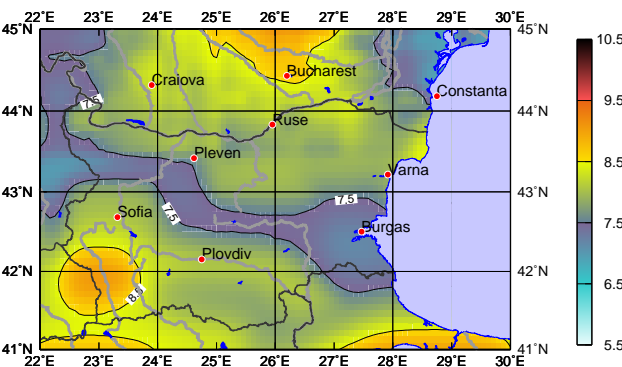 22˚E 23˚E 24˚E 25˚E 26˚E 27˚E 28˚E 29˚E 30˚E
45˚N 45˚N
10.5
Bucharest
Craiova
Constanta
9.5
7.5
44˚N 44˚N
Ruse
8.5
Pleven
Varna
43˚N 43˚N
7.5
7.5
Sofia
7.5
Burgas
Plovdiv
42˚N 42˚N
6.5
8.5
41˚N 41˚N
5.5
22˚E 23˚E 24˚E 25˚E 26˚E 27˚E 28˚E 29˚E 30˚E